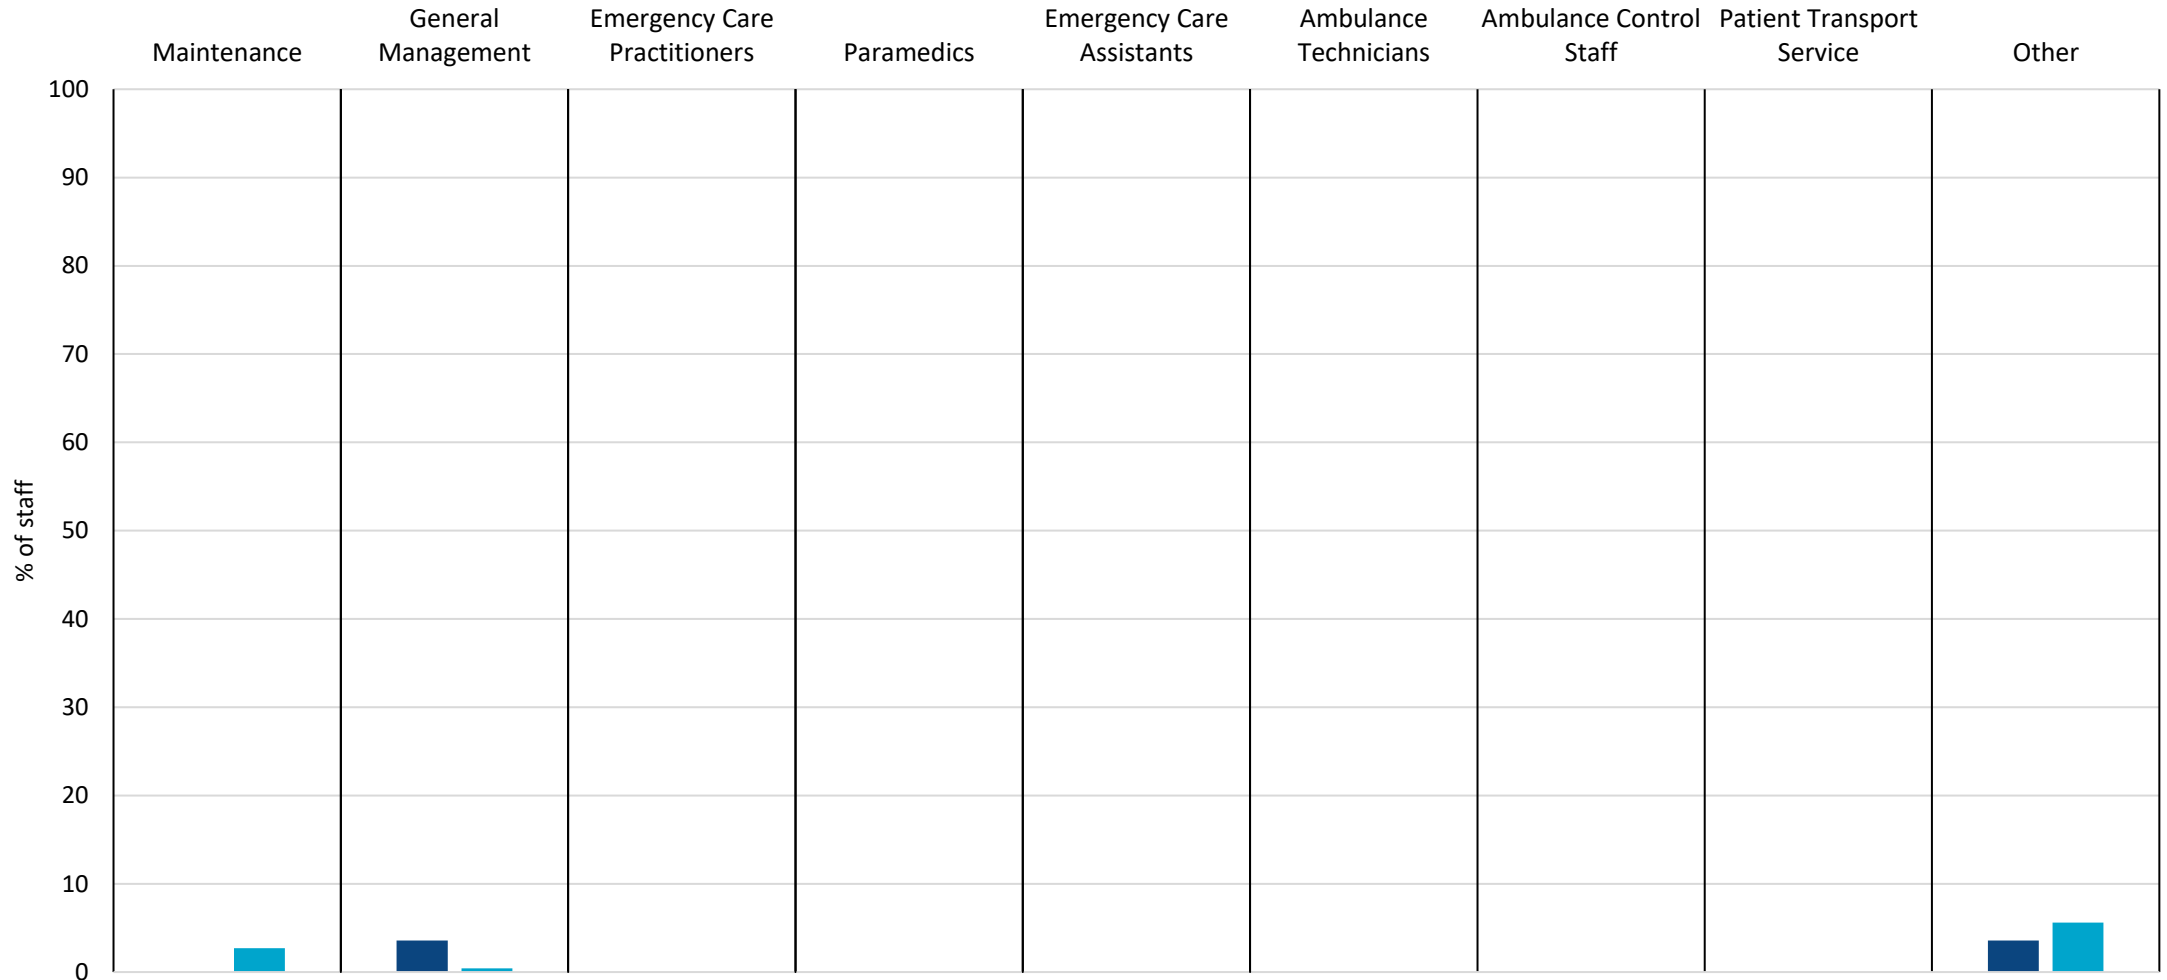 Maintenance
General
Management
Emergency Care
Practitioners
Paramedics
Emergency Care
Assistants
Ambulance
Technicians
Ambulance Control
Staff
Patient Transport
Service
Other
100
90
80
70
60
50
40
30
20
10
0
% of staff